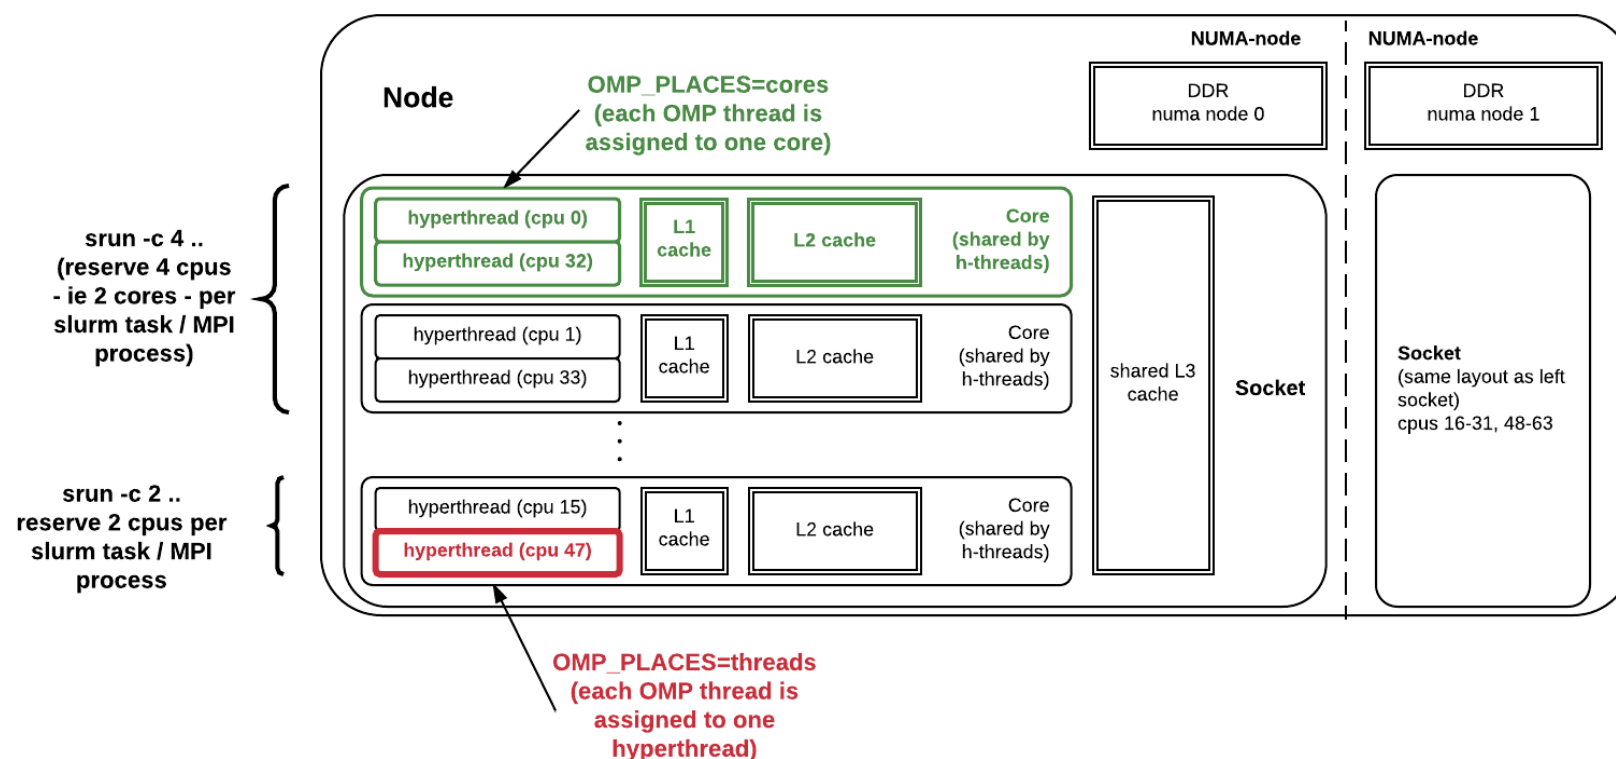 NUMA-node
NUMA-node
DDR
numa node 0
DDR
numa node 1
Node
OMP_PLACES=cores
(each OMP thread is
assigned to one core)
srun -c 4 ..
(reserve 4 cpus
- ie 2 cores - per
slurm task / MPI
process)
hyperthread (cpu 0)
hyperthread (cpu 32)
L1
cache
L2 cache
Core
(shared by
h-threads)
hyperthread (cpu 1)
hyperthread (cpu 33)
L1
cache
L2 cache
Core
(shared by
h-threads)
shared L3
cache
Socket
Socket
(same layout as left
socket)
cpus 16-31, 48-63
srun -c 2 ..
reserve 2 cpus per
slurm task / MPI
process
hyperthread (cpu 15)
hyperthread (cpu 47)
L1
cache
L2 cache
Core
(shared by
h-threads)
OMP_PLACES=threads
(each OMP thread is
assigned to one
hyperthread)